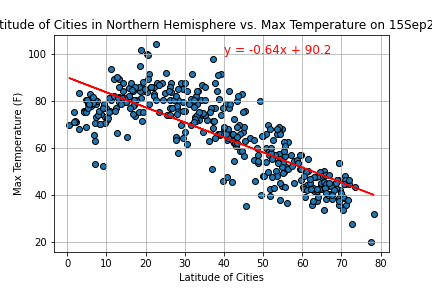 titude of Cities in Northern Hemisphere vs. Max Temperature on 15Sep2
y = -0.64x + 90.2
Max Temperature (F)
100
80
60
40
20
0 10 20 30 40 50 60 70 80
Latitude of Cities